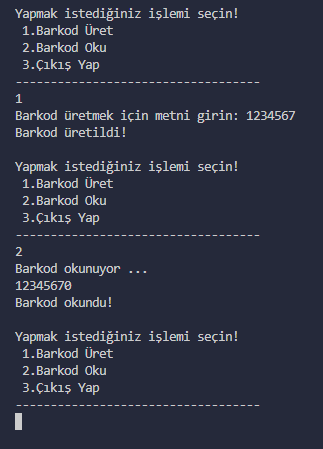 Yapmak istediğiniz işlemi seçin!
1.Barkod Üret
2.Barkod Oku
3.Çıkış Yap
-----------------------------------
1
Barkod üretmek için metni girin: 1234567
Barkod üretildi!
Yapmak istediğiniz işlemi seçin!
1.Barkod Üret
2.Barkod Oku
3.Çıkış Yap
-----------------------------------
2
Barkod okunuyor ...
12345670
Barkod okundu!
Yapmak istediğiniz işlemi seçin!
1.Barkod Üret
2.Barkod Oku
3.Çıkış Yap
-----------------------------------